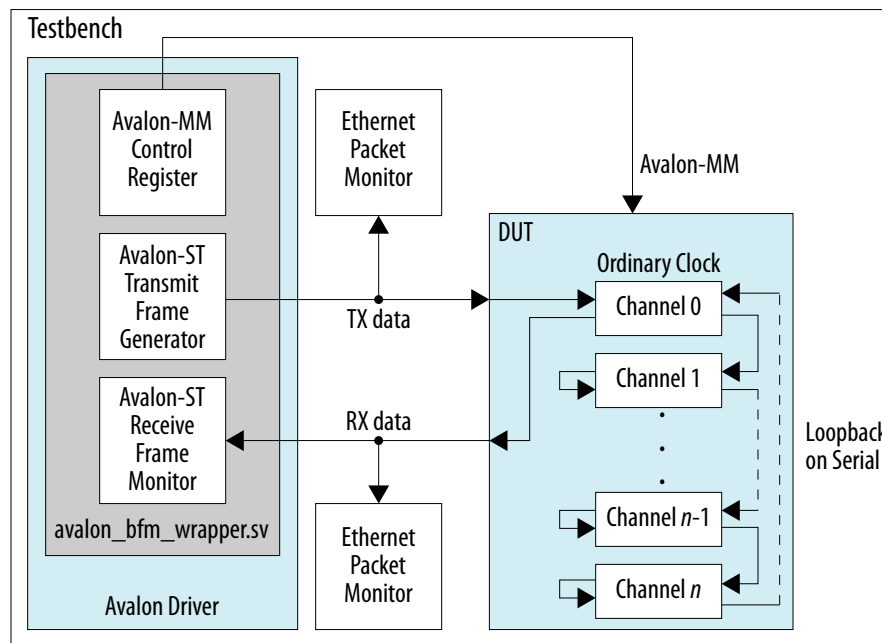 Testbench
Avalon-MM
Control
Register
Avalon-ST
Transmit
Frame
Generator
Avalon-ST
Receive
Frame
Monitor
avalon_bfm_wrapper.sv
Avalon Driver
Ethernet
Packet
Monitor
TX data
RX data
Ethernet
Packet
Monitor
Avalon-MM
DUT
Ordinary Clock
Channel 0
Channel 1
Channel n-1
Channel n
Loopback
on Serial